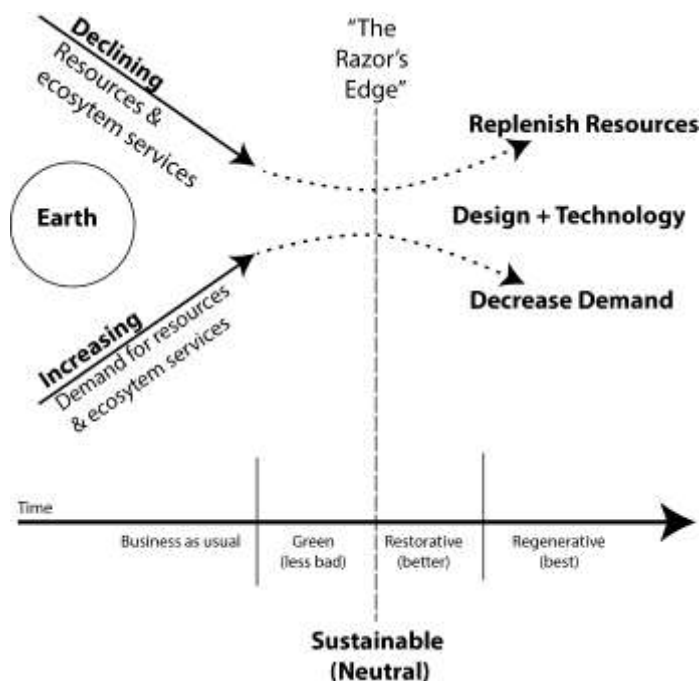 Declining
Resources &
ecosytem services
"The
Razor's
Edge"
Replenish Resources
Earth
Design + Technology
Decrease Demand
Increasing
Demand for resources
& ecosytem services
Time
Business as usual
Green
(less bad)
Restorative
(better)
Regenerative
(best)
Sustainable
(Neutral)